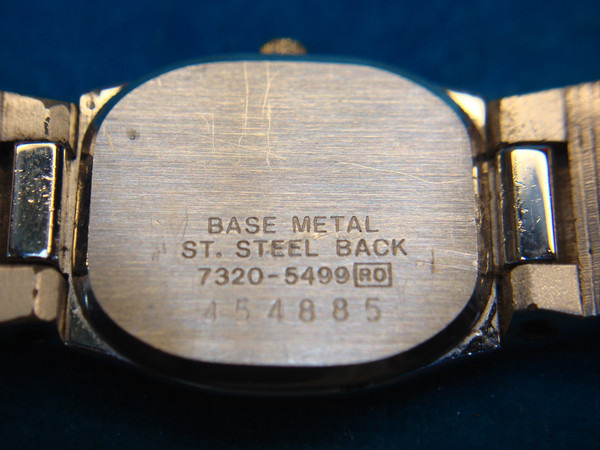 BASE METAL
ST. STEEL BACK
7320-5499 RO
454885